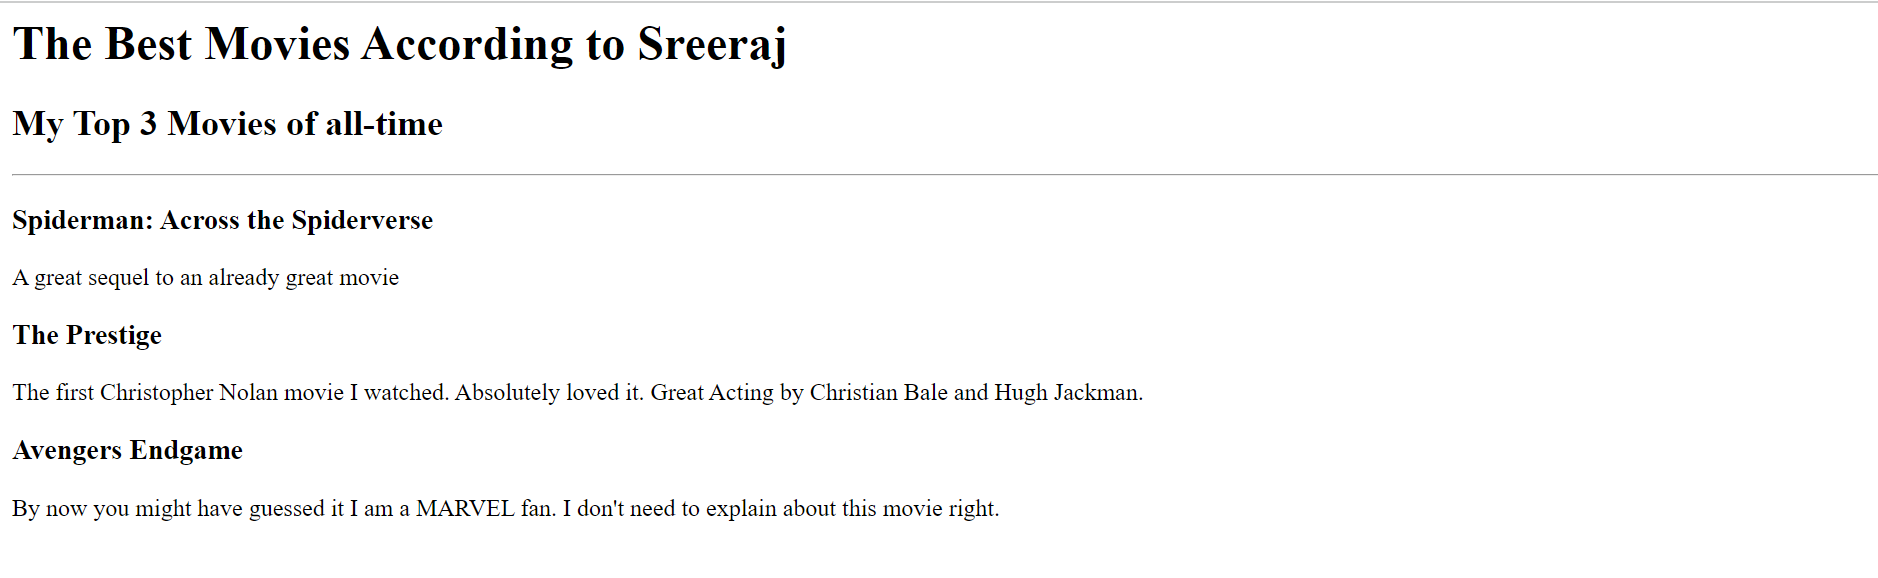 The Best Movies According to Sreeraj
My Top 3 Movies of all-time
Spiderman: Across the Spiderverse
A great sequel to an already great movie
The Prestige
The first Christopher Nolan movie I watched. Absolutely loved it. Great Acting by Christian Bale and Hugh Jackman.
Avengers Endgame
By now you might have guessed it I am a MARVEL fan. I don't need to explain about this movie right.